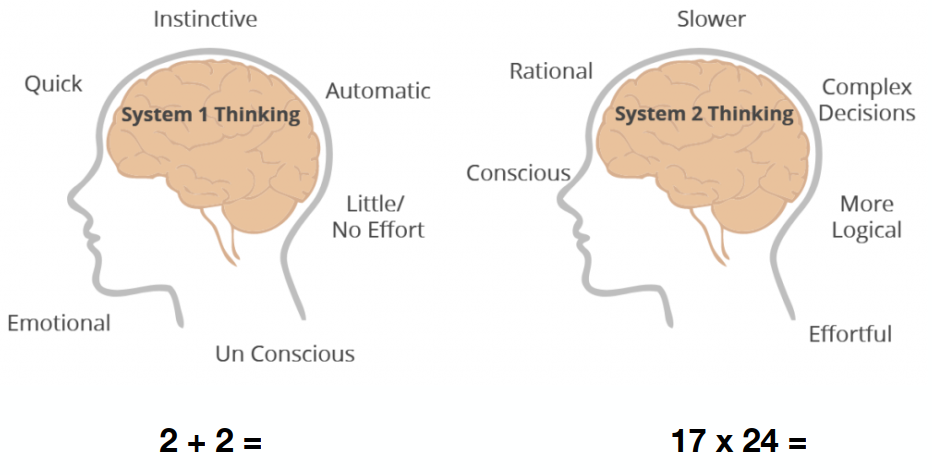 Instinctive
Quick
Automatic
System 1 Thinking
Little/
No Effort
Emotional
Un Conscious
2 + 2 =
Slower
Rational
Complex
Decisions
System 2 Thinking
Conscious
More
Logical
Effortful
17 x 24 =